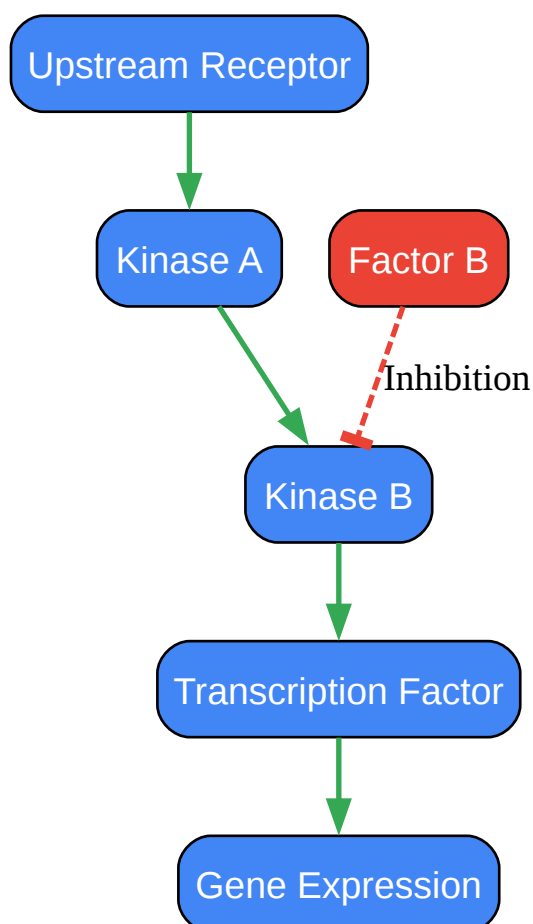 Upstream Receptor
Kinase A
Factor B
Inhibition
Kinase B
Transcription Factor
Gene Expression